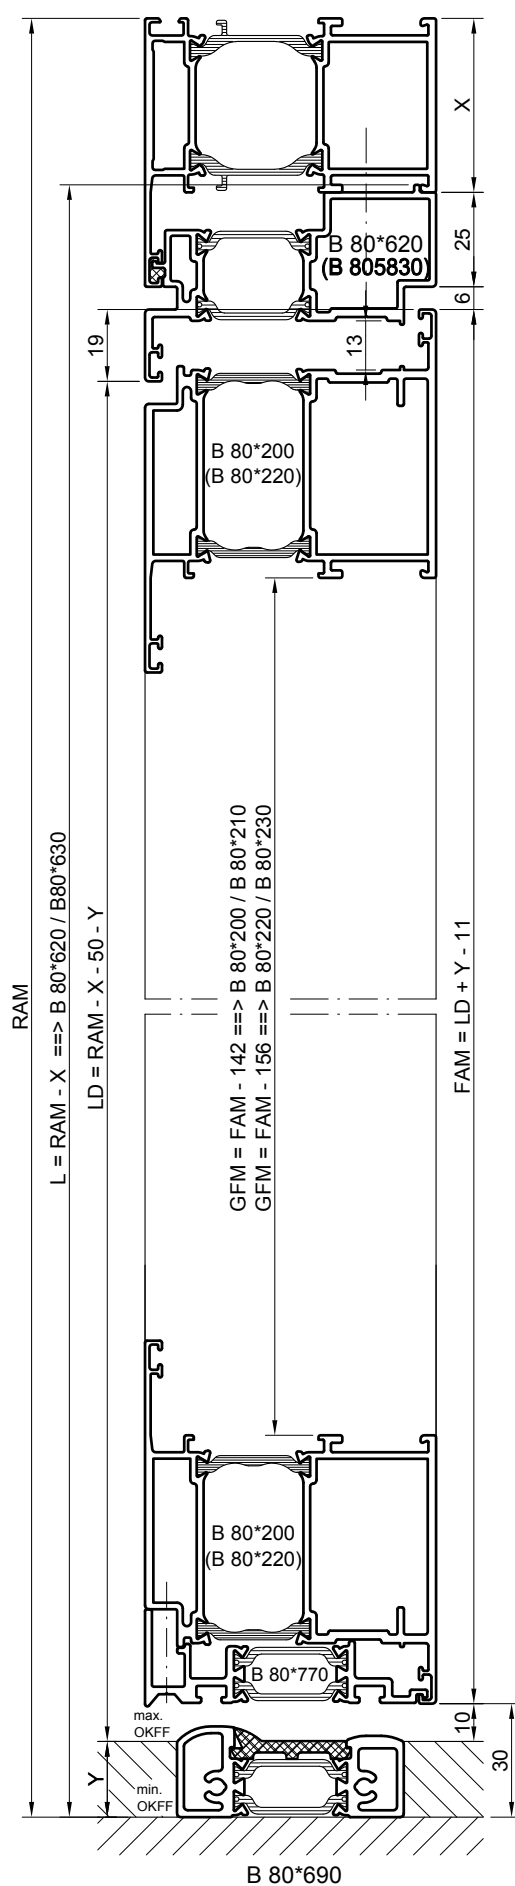 X
B 80*620
(B 805830)
25
6
19
13
B 80*200
(B 80*220)
RAM
L = RAM - X ==> B 80*620 / B80*630
LD = RAM - X - 50 - Y
GFM = FAM - 142 ==> B 80*200 / B 80*210
GFM = FAM - 156 ==> B 80*220 / B 80*230
FAM = LD + Y - 11
B 80*200
(B 80*220)
B 80*770
max.
OKFF
10
30
Y
min.
OKFF
B 80*690